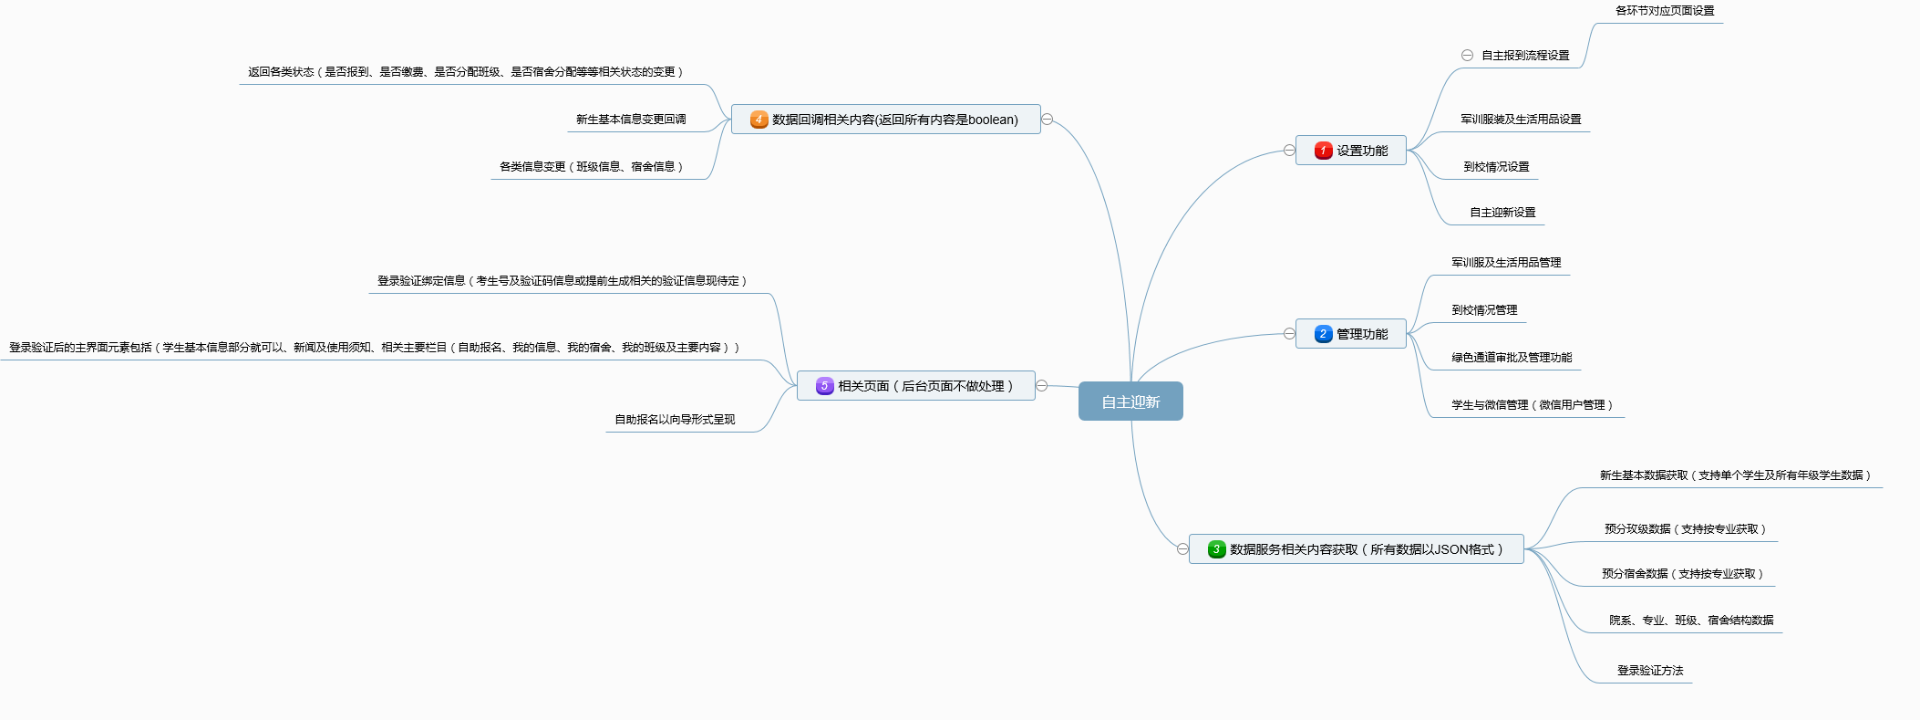 自主迎新
1 设置功能
自主报到流程设置
各环节对应页面设置
军训服装及生活用品设置
到校情况设置
自主迎新设置
2 管理功能
军训服及生活用品管理
到校情况管理
绿色通道审批及管理功能
学生与微信管理（微信用户管理）
3 数据服务相关内容获取（所有数据以JSON格式）
新生基本数据获取（支持单个学生及所有年级学生数据）
预分玫级数据（支持按专业获取）
预分宿舍数据（支持按专业获取）
院系、专业、班级、宿舍结构数据
登录验证方法
4 数据回调相关内容(返回所有内容是boolean)
返回各类状态（是否报到、是否缴费、是否分配班级、是否宿舍分配等等相关状态的变更）
新生基本信息变更回调
各类信息变更（班级信息、宿舍信息）
5 相关页面（后台页面不做处理）
登录验证绑定信息（考生号及验证码信息或提前生成相关的验证信息现待定）
登录验证后的主界面元素包括（学生基本信息部分就可以、新闻及使用须知、相关主要栏目（自助报名、我的信息、我的宿舍、我的班级及主要内容））
自助报名以向导形式呈现